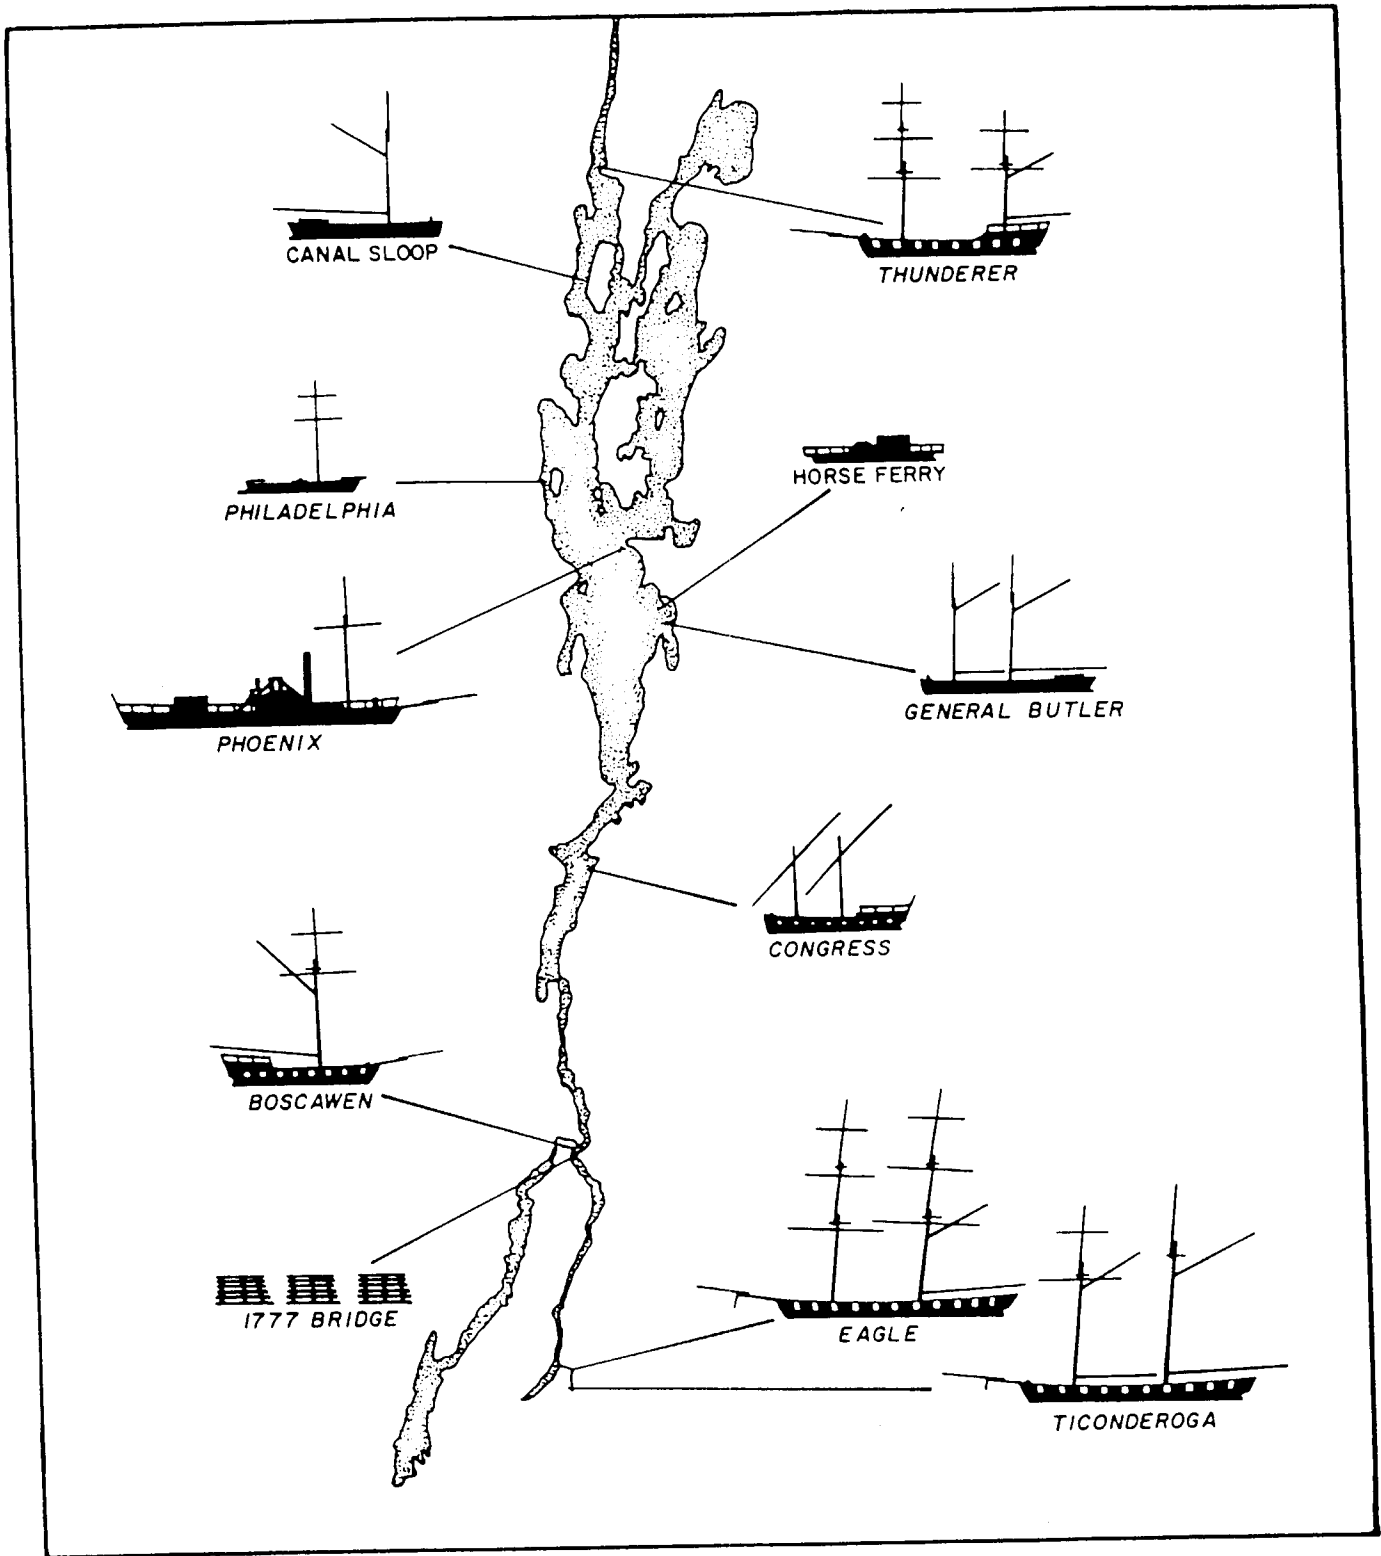 CANAL SLOOP
THUNDERER
PHILADELPHIA
HORSE FERRY
PHOENIX
GENERAL BUTLER
CONGRESS
BOSCAWEN
1777 BRIDGE
EAGLE
TICONDEROGA